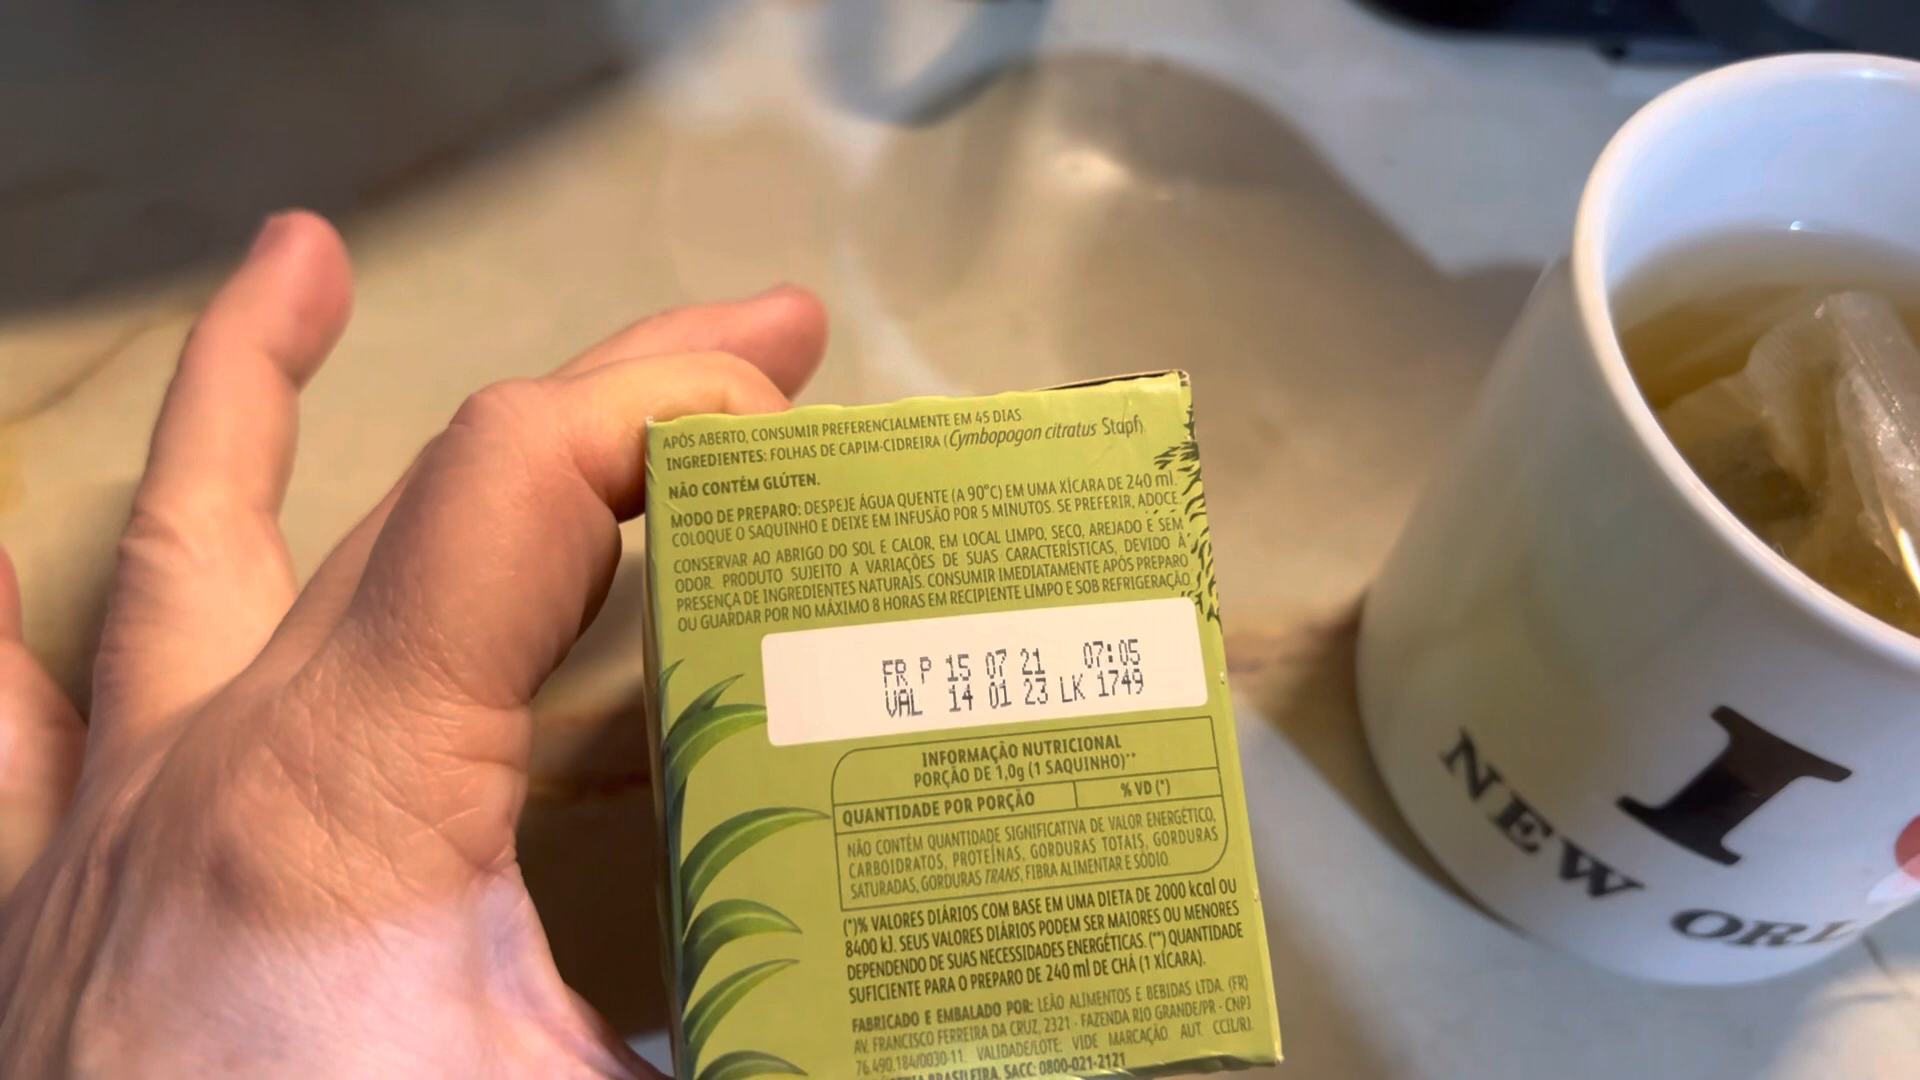 APÓS ABERTO, CONSUMIR PREFERENCIALMENTE EM 45 DIAS
INGREDIENTES: FOLHAS DE CAPIM-CIDREIRA (Cymbopogon citratus Stapf).
NÃO CONTÉM GLÚTEN.
MODO DE PREPARO: DESPEJE ÁGUA QUENTE (A 90°C) EM UMA XÍCARA DE 240 ml.
COLOQUE O SAQUINHO E DEIXE EM INFUSÃO POR 5 MINUTOS. SE PREFERIR, ADOCE.
CONSERVAR AO ABRIGO DO SOL E CALOR, EM LOCAL LIMPO, SECO, AREJADO E SEM
ODOR. PRODUTO SUJEITO A VARIAÇÕES DE SUAS CARACTERÍSTICAS, DEVIDO À
PRESENÇA DE INGREDIENTES NATURAIS. CONSUMIR IMEDIATAMENTE APÓS PREPARO
OU GUARDAR POR NO MÁXIMO 8 HORAS EM RECIPIENTE LIMPO E SOB REFRIGERAÇÃO.
FR P 15 07 21 07:05
VAL 14 01 23 LK 1749
INFORMAÇÃO NUTRICIONAL
PORÇÃO DE 1,0g (1 SAQUINHO)**
QUANTIDADE POR PORÇÃO % VD (*)
NÃO CONTÉM QUANTIDADE SIGNIFICATIVA DE VALOR ENERGÉTICO,
CARBOIDRATOS, PROTEÍNAS, GORDURAS TOTAIS, GORDURAS
SATURADAS, GORDURAS TRANS, FIBRA ALIMENTAR E SÓDIO.
(*)% VALORES DIÁRIOS COM BASE EM UMA DIETA DE 2000 kcal OU
8400 kJ. SEUS VALORES DIÁRIOS PODEM SER MAIORES OU MENORES
DEPENDENDO DE SUAS NECESSIDADES ENERGÉTICAS. (**) QUANTIDADE
SUFICIENTE PARA O PREPARO DE 240 ml DE CHÁ (1 XÍCARA).
FABRICADO E EMBALADO POR: LEÃO ALIMENTOS E BEBIDAS LTDA. (FR)
AV. FRANCISCO FERREIRA DA CRUZ, 2321 - FAZENDA RIO GRANDE/PR - CNPJ
76.490.184/0030-11. VALIDADE/LOTE: VIDE MARCAÇÃO AUT. CCIL/RJ.
BRASILEIRA. SACC: 0800-021-2121
I
NEW ORL